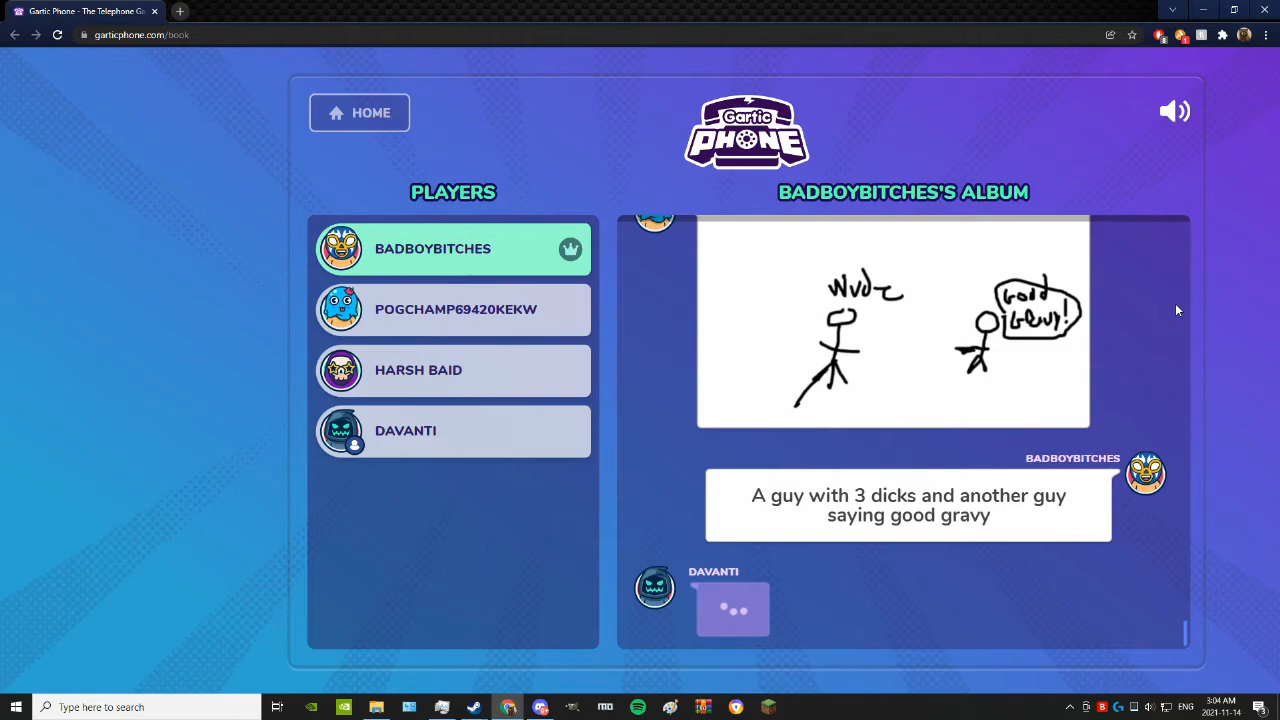 Gartic Phone - The Telephone Ga
garticphone.com/book
HOME
Gartic
PHONE
PLAYERS
BADBOYBITCHES'S ALBUM
BADBOYBITCHES
POGCHAMP69420KEKW
HARSH BAID
DAVANTI
Nude
Good
Gravy!
BADBOYBITCHES
A guy with 3 dicks and another guy
saying good gravy
DAVANTI
Type here to search
ENG
3:04 AM
2021-11-14